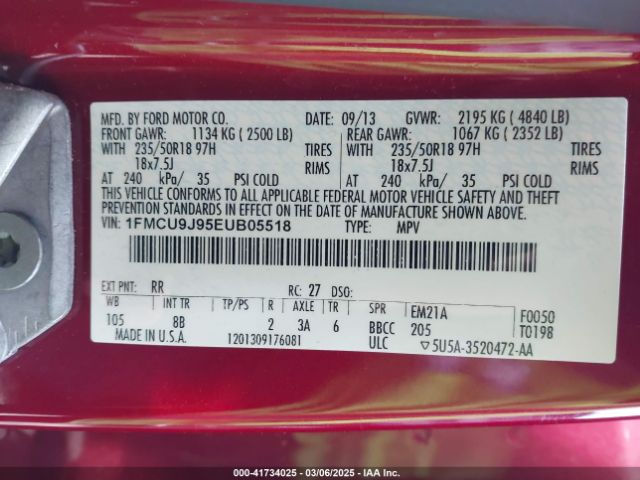 MFD. BY FORD MOTOR CO. DATE: 09/13 GVWR: 2195 KG ( 4840 LB)
FRONT GAWR: 1134 KG ( 2500 LB) REAR GAWR: 1067 KG ( 2352 LB)
WITH 235/50R18 97H TIRES WITH 235/50R18 97H TIRES
18x7.5J RIMS 18x7.5J RIMS
AT 240 kPa/ 35 PSI COLD AT 240 kPa/ 35 PSI COLD
THIS VEHICLE CONFORMS TO ALL APPLICABLE FEDERAL MOTOR VEHICLE SAFETY AND THEFT
PREVENTION STANDARDS IN EFFECT ON THE DATE OF MANUFACTURE SHOWN ABOVE.
VIN: 1FMCU9J95EUB05518 TYPE: MPV
EXT PNT: RR RC: 27 DSO:
WB INT TR TP/PS R AXLE TR SPR EM21A F0050
105 8B 2 3A 6 BBCC 205 T0198
MADE IN U.S.A. 1201309176081 ULC ▽5U5A-3520472-AA
000-41734025 | 03/06/2025 | IAA Inc.